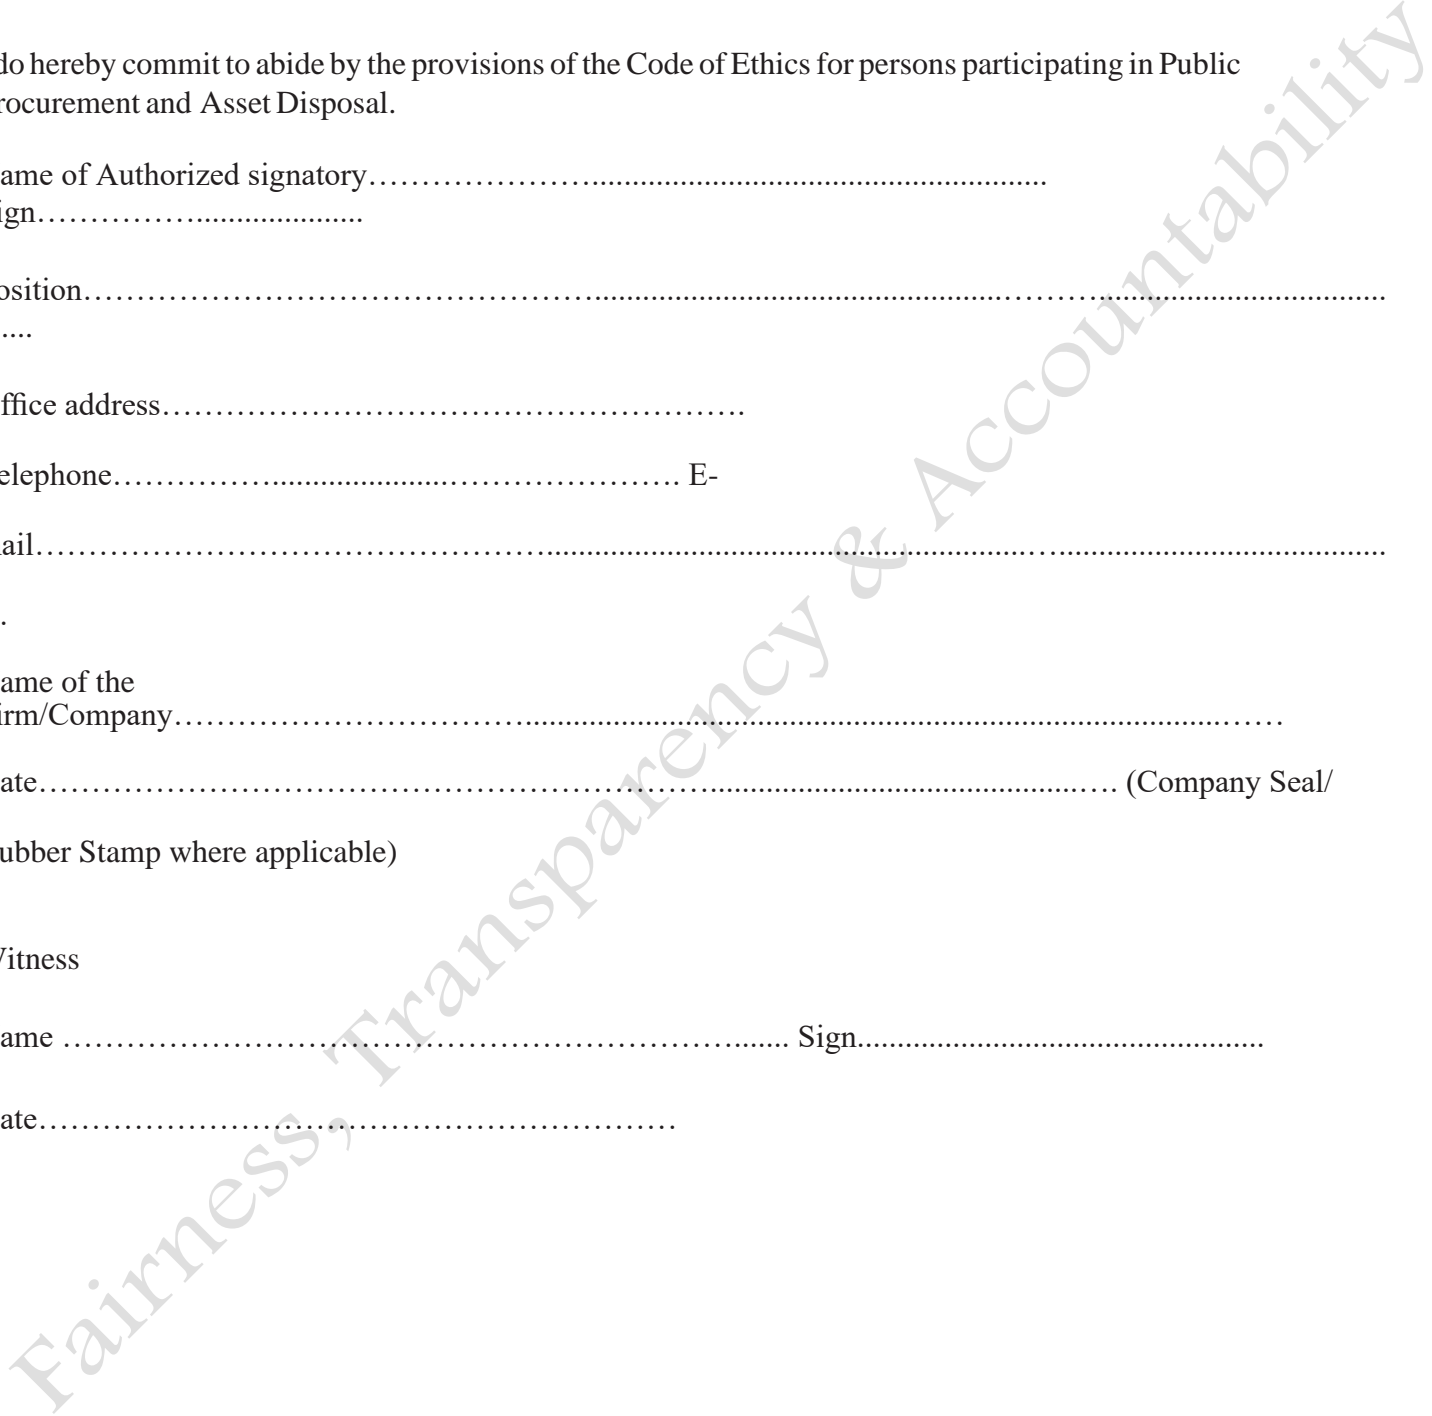 do hereby commit to abide by the provisions of the Code of Ethics for persons participating in Public
rocurement and Asset Disposal.
ame of Authorized signatory…………………..........................................................
ign…………….....................
osition…………………………………………....................................................………....................................
....
ffice address……………………………………………….
elephone……………......................…………………. E-
ail…………………………………………............................................................….........................................
.
ame of the
irm/Company……………………………........................................................................................……
ate……………………………………………………….............................................…. (Company Seal/
ubber Stamp where applicable)
itness
ame ………………………………………………………....... Sign...................................................
ate……………………………………………………
Fairness, Transparency & Accountability